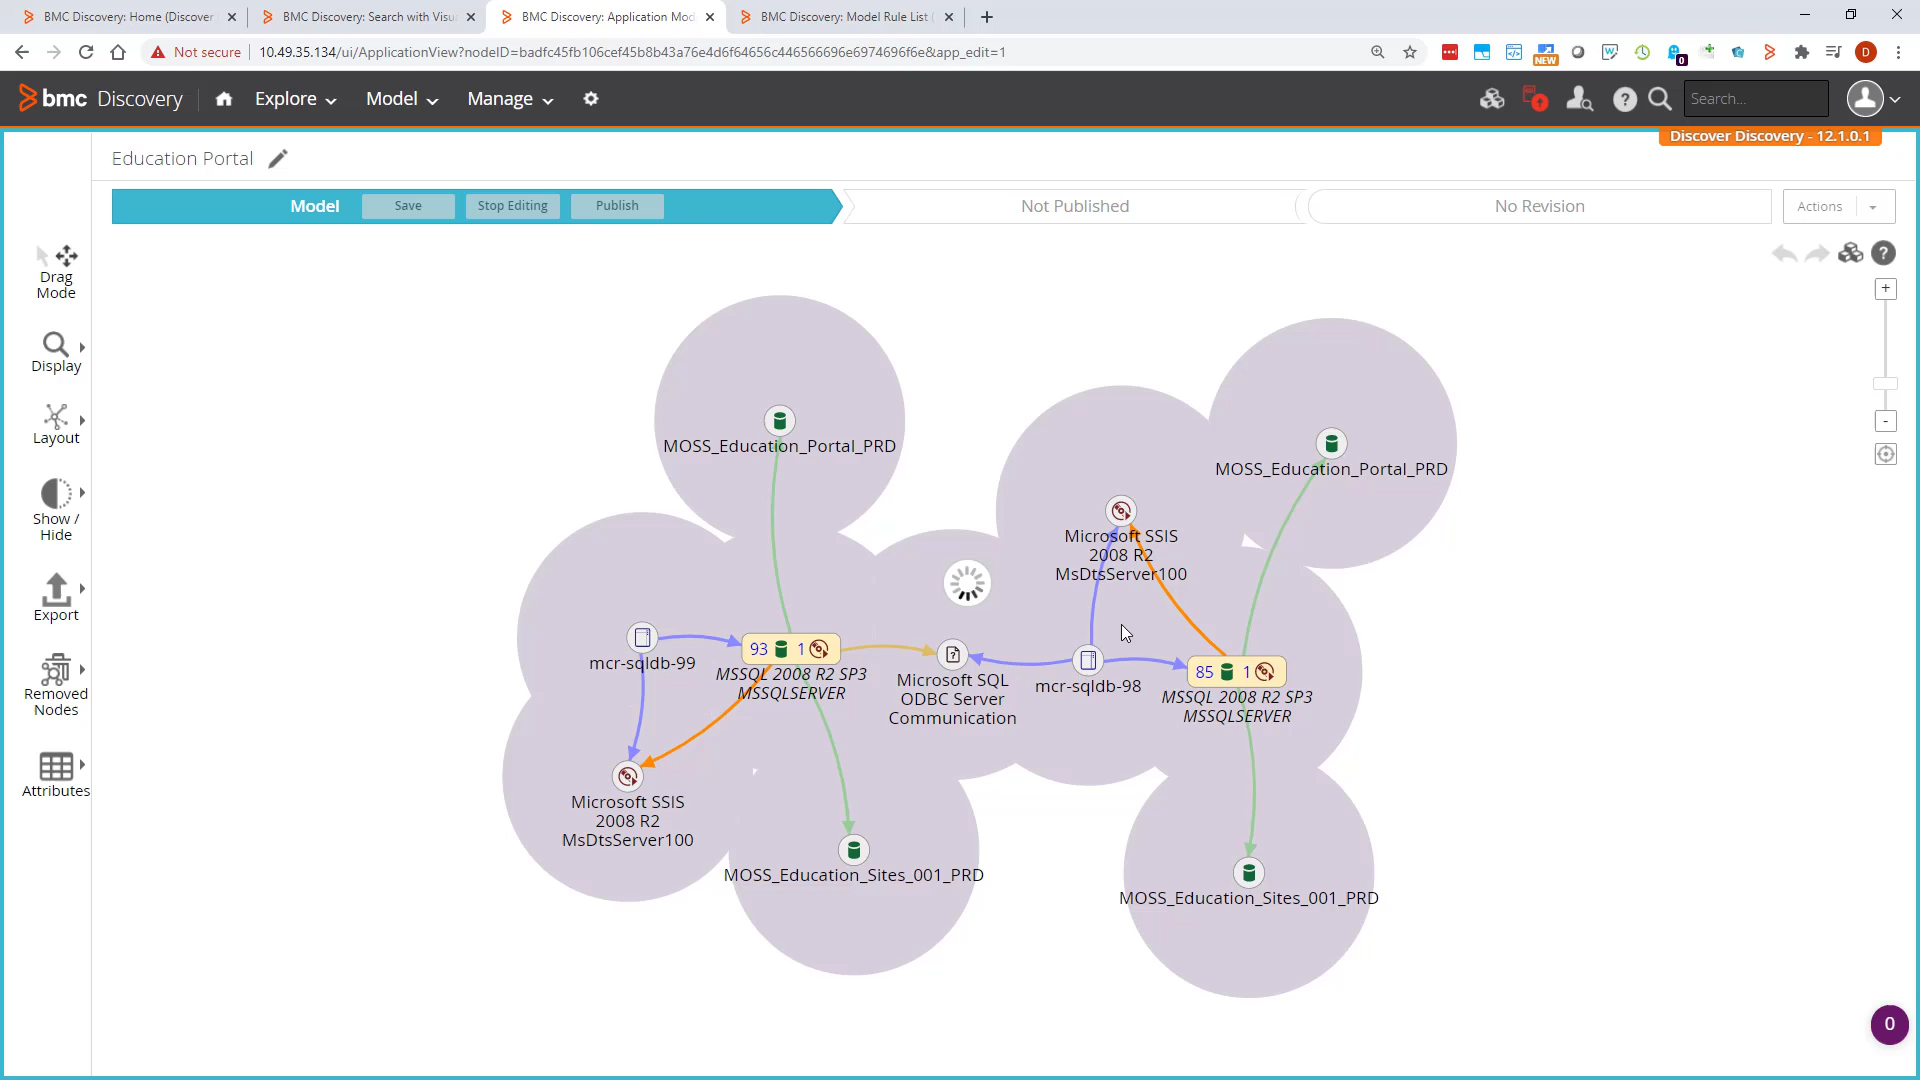 BMC Discovery: Home (Discover
BMC Discovery: Search with Visu
BMC Discovery: Application Mod
BMC Discovery: Model Rule List (
Not secure
10.49.35.134/ui/ApplicationView?nodeID=badfc45fb106cef45b8b43a76e4d6f64656c446566696e6974696f6e&app_edit=1
NEW
0
D
bmc Discovery
Explore
Model
Manage
Search...
Discover Discovery - 12.1.0.1
Education Portal
Model
Save
Stop Editing
Publish
Not Published
No Revision
Actions
Drag
Mode
Display
Layout
Show /
Hide
Export
Removed
Nodes
Attributes
MOSS_Education_Portal_PRD
MOSS_Education_Portal_PRD
Microsoft SSIS
2008 R2
MsDtsServer100
mcr-sqldb-99
93 1
MSSQL 2008 R2 SP3
MSSQLSERVER
Microsoft SQL
ODBC Server
Communication
mcr-sqldb-98
85 1
MSSQL 2008 R2 SP3
MSSQLSERVER
Microsoft SSIS
2008 R2
MsDtsServer100
MOSS_Education_Sites_001_PRD
MOSS_Education_Sites_001_PRD
0